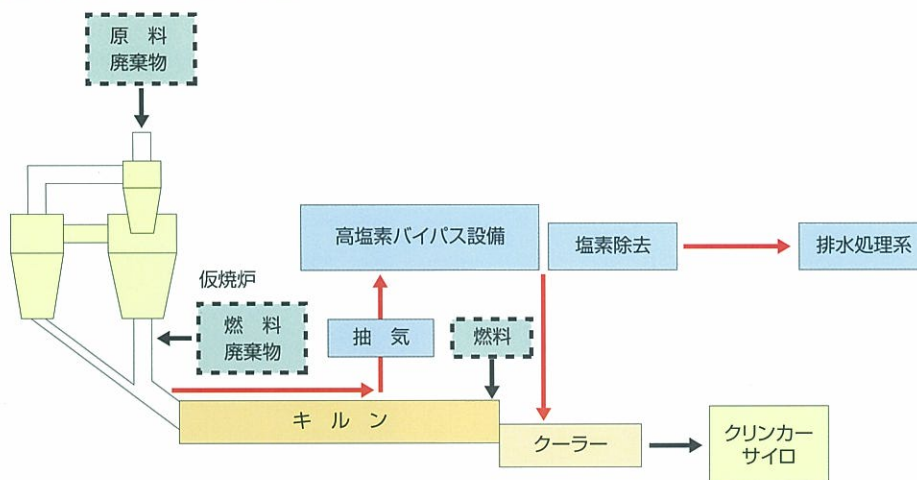 原 料
廃棄物
高塩素バイパス設備
塩素除去
排水処理系
仮焼炉
燃 料
廃棄物
抽 気
燃料
キ ル ン
クーラー
クリンカー
サイロ